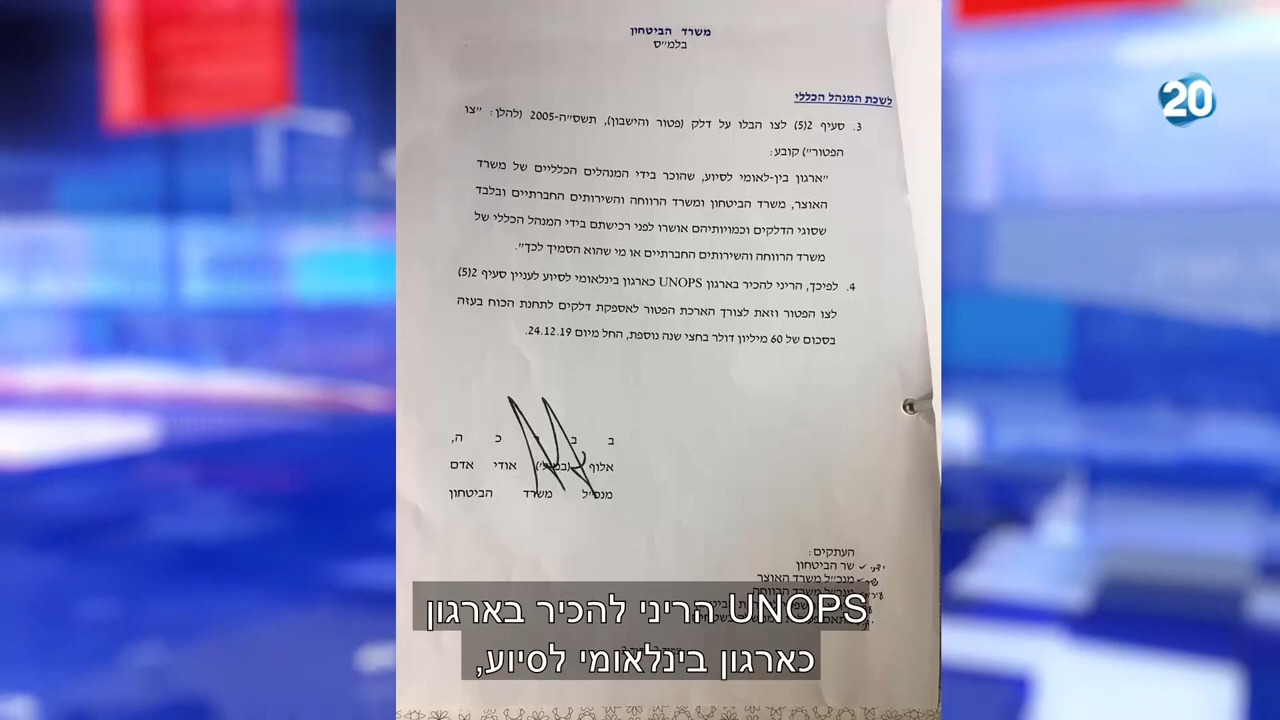 משרד הביטחון
בלמ"ס
20
לשכת המנהל הכללי
3. סעיף 2(5) לצו הבלו על דלק (פטור והישבון), תשס"ה-2005 (להלן: "צו
הפטור") קובע:
"ארגון בין-לאומי לסיוע, שהוכר בידי המנהלים הכלליים של משרד
האוצר, משרד הביטחון ומשרד הרווחה והשירותים החברתיים ובלבד
שסוגי הדלקים וכמויותיהם אושרו לפני רכישתם בידי המנהל הכללי של
משרד הרווחה והשירותים החברתיים או מי שהוא הסמיך לכך".
4. לפיכך, הריני להכיר בארגון UNOPS כארגון בינלאומי לסיוע לעניין סעיף 2(5)
לצו הפטור וזאת לצורך הארכת הפטור לאספקת דלקים לתחנת הכוח בעזה
בסכום של 60 מיליון דולר בחצי שנה נוספת, החל מיום 24.12.19.
ב ב כ ה,
אלוף (במיל') אודי אדם
מנכ"ל משרד הביטחון
העתקים:
שר הביטחון
מנכ"ל משרד האוצר
מנכ"ל משרד הרווחה
UNOPS הריני להכיר בארגון
כארגון בינלאומי לסיוע,